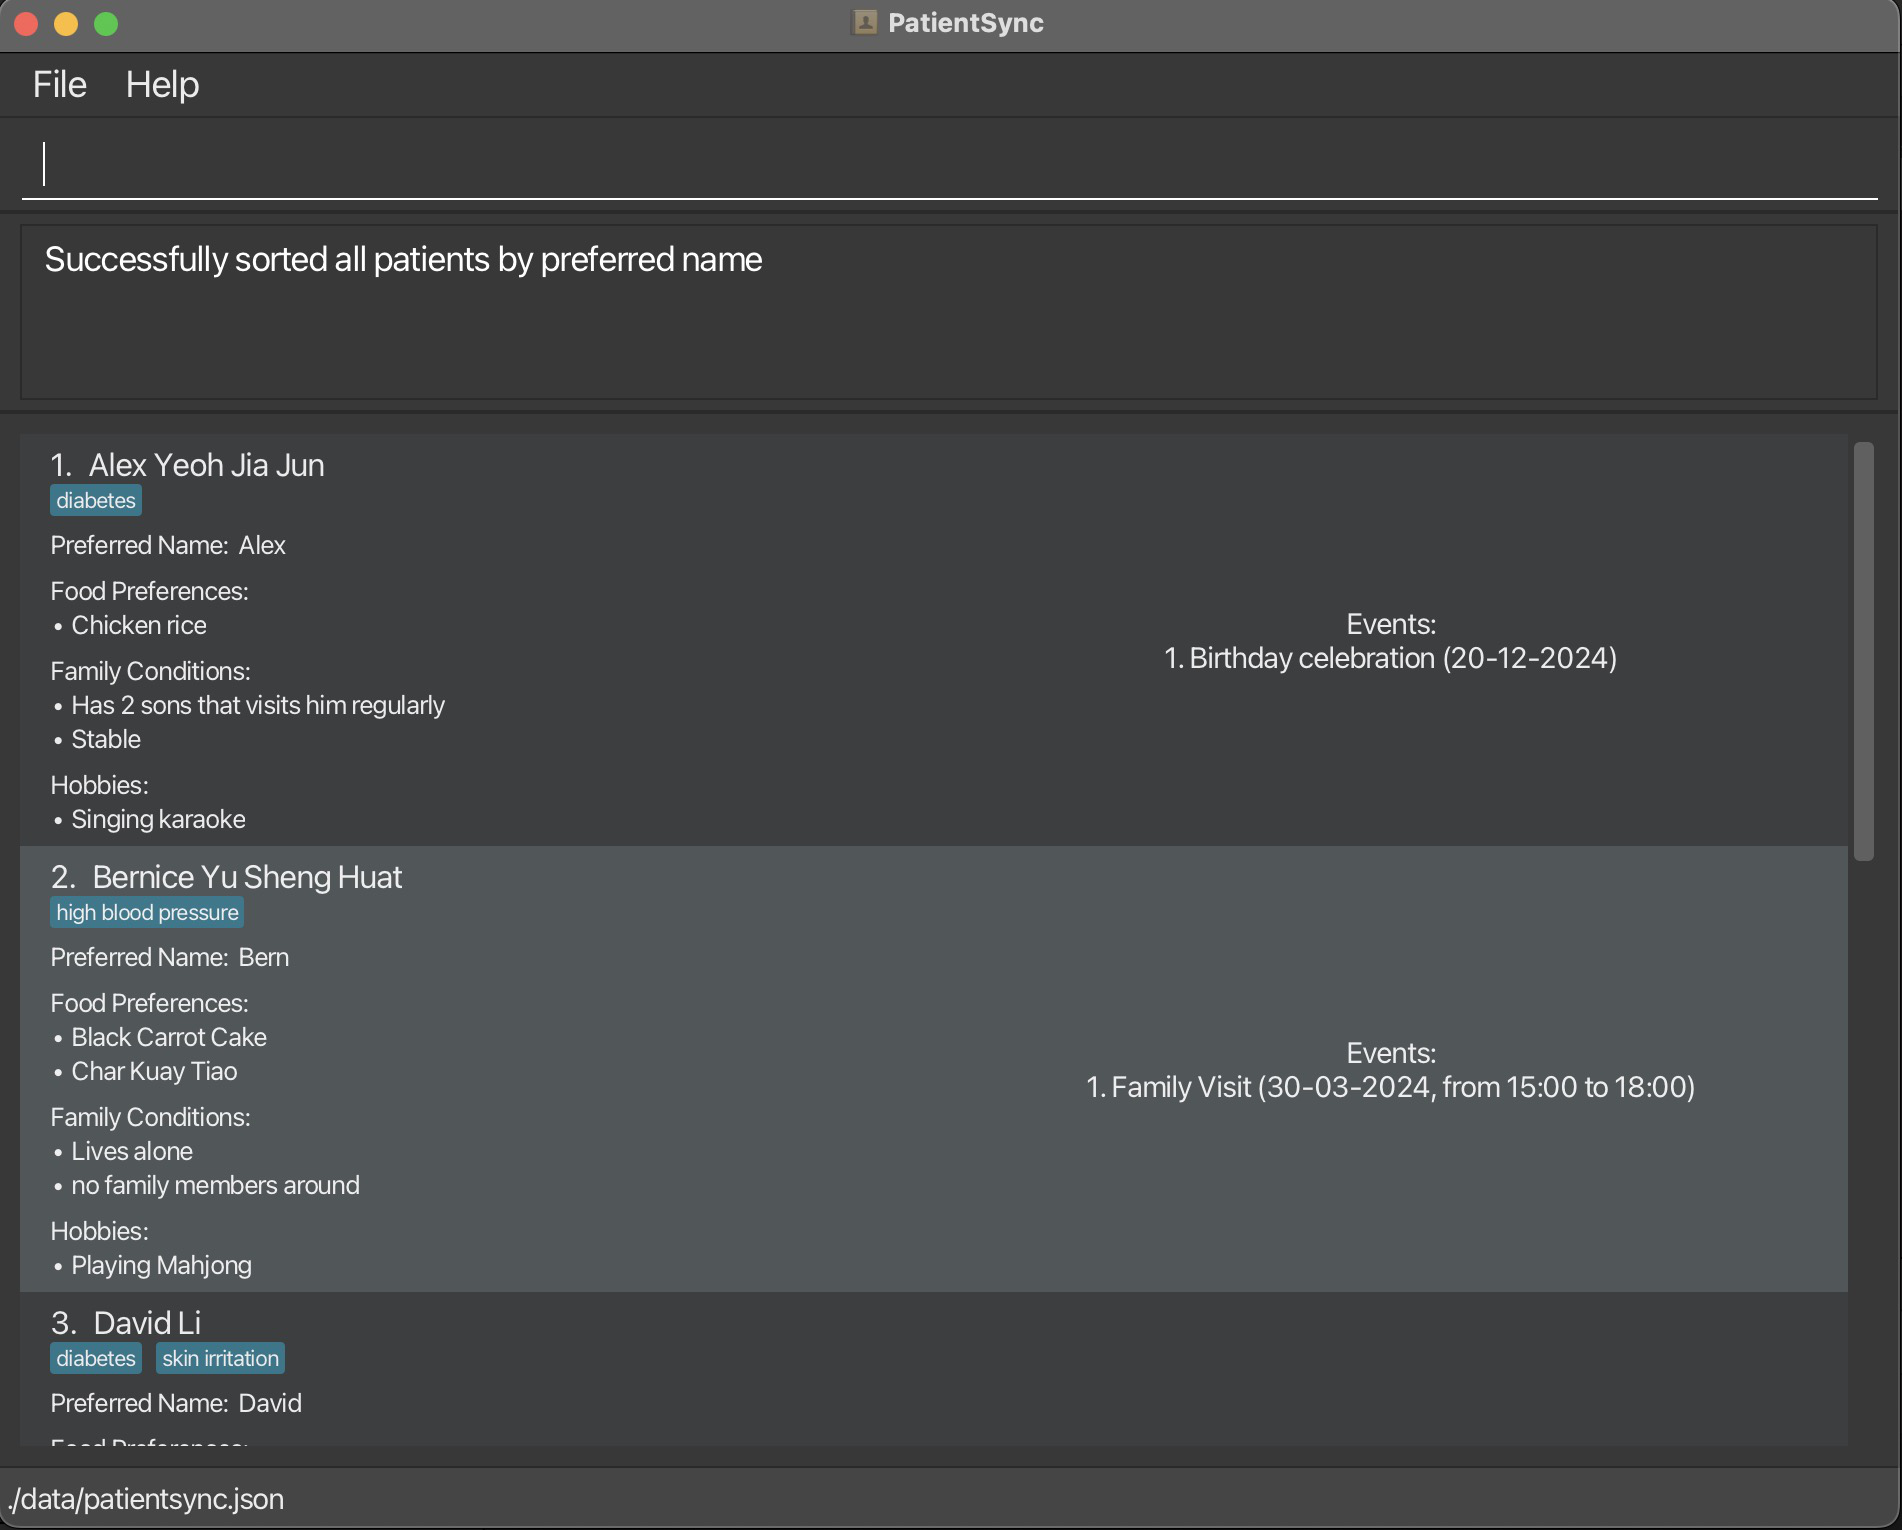 PatientSync
File Help
Successfully sorted all patients by preferred name
1. Alex Yeoh Jia Jun
diabetes
Preferred Name: Alex
Food Preferences:
• Chicken rice
Family Conditions:
• Has 2 sons that visits him regularly
• Stable
Hobbies:
• Singing karaoke
Events:
1. Birthday celebration (20-12-2024)
2. Bernice Yu Sheng Huat
high blood pressure
Preferred Name: Bern
Food Preferences:
• Black Carrot Cake
• Char Kuay Tiao
Family Conditions:
• Lives alone
• no family members around
Hobbies:
• Playing Mahjong
Events:
1. Family Visit (30-03-2024, from 15:00 to 18:00)
3. David Li
diabetes skin irritation
Preferred Name: David
Food Preferences:
./data/patientsync.json